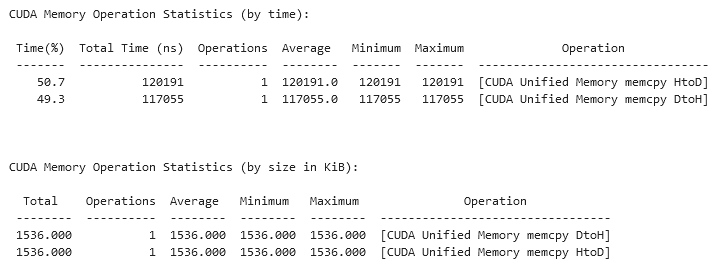 CUDA Memory Operation Statistics (by time):
Time(%)  Total Time (ns)  Operations  Average  Minimum  Maximum              Operation
-------  ---------------  ----------  --------  -------  -------  ---------------------------------
50.7           120191           1  120191.0   120191   120191  [CUDA Unified Memory memcpy HtoD]
49.3           117055           1  117055.0   117055   117055  [CUDA Unified Memory memcpy DtoH]
CUDA Memory Operation Statistics (by size in KiB):
Total    Operations  Average   Minimum   Maximum               Operation
--------  ----------  --------  --------  --------  ---------------------------------
1536.000           1  1536.000  1536.000  1536.000  [CUDA Unified Memory memcpy DtoH]
1536.000           1  1536.000  1536.000  1536.000  [CUDA Unified Memory memcpy HtoD]